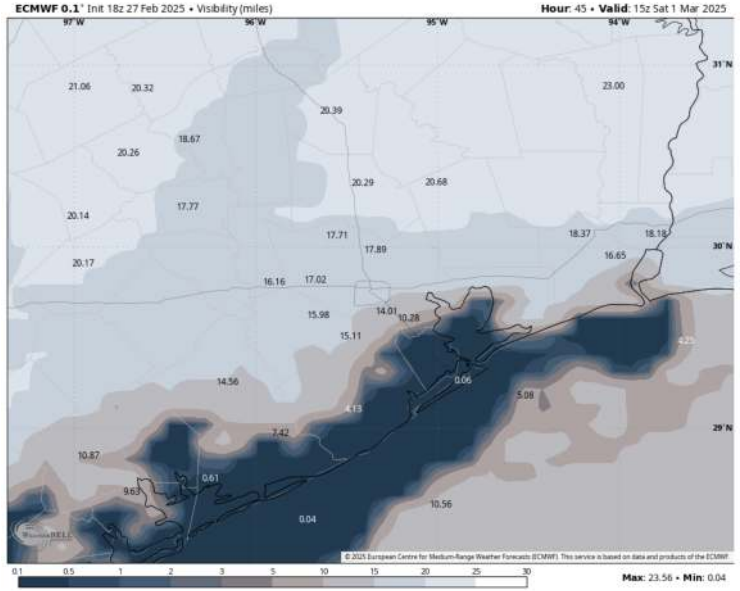 ECMWF 0.1° Init 18z 27 Feb 2025 • Visibility (miles)
Hour: 45 • Valid: 15z Sat 1 Mar 2025
97°W 96°W 95°W 94°W
31°N
21.06 20.32 23.00
20.39
18.67
20.26
20.29 20.68
17.77
20.14
17.71 18.37 18.18
30°N
17.89
16.65
20.17
16.16 17.02
14.01
15.98 10.28
15.11
4.25
14.56 0.06
5.08
4.13
29°N
7.42
10.87
0.61
9.63
10.56
0.04
WeatherBELL
© 2025 European Centre for Medium-Range Weather Forecasts (ECMWF). This service is based on data and products of the ECMWF.
0.1 0.5 1 2 3 5 10 15 20 25 30
Max: 23.56 • Min: 0.04